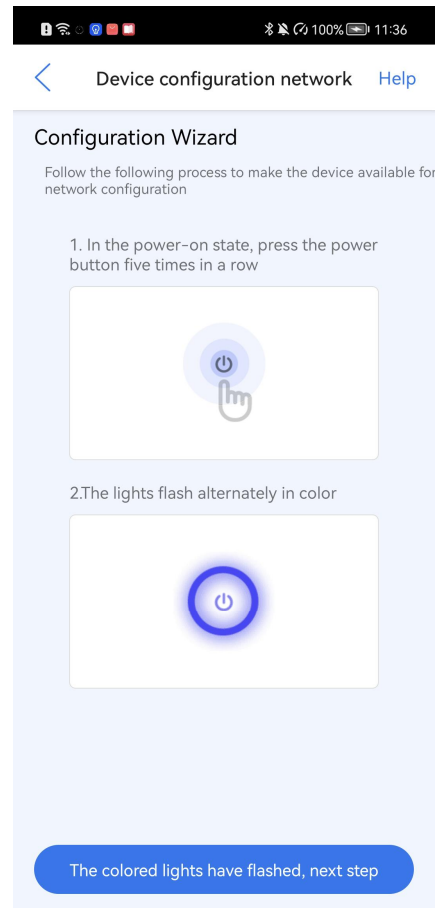 100% 11:36
Device configuration network Help
Configuration Wizard
Follow the following process to make the device available for
network configuration
1. In the power-on state, press the power
button five times in a row
2.The lights flash alternately in color
The colored lights have flashed, next step